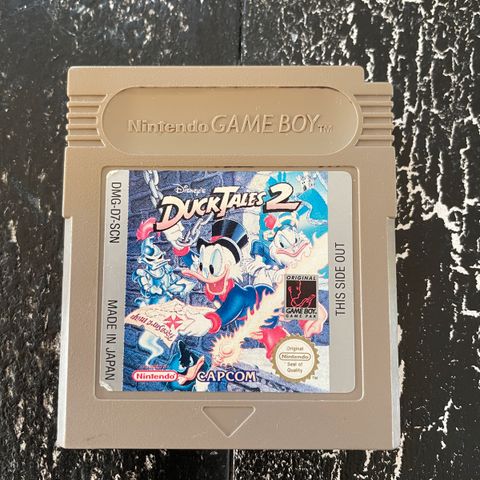 Nintendo GAME BOY TM
DISNEY'S
DUCKTALES 2
DMG-D7-SCN
MADE IN JAPAN
THIS SIDE OUT
ORIGINAL
GAME BOY
GAME PAK
Original
Nintendo
Seal of
Quality
TM
Nintendo
CAPCOM